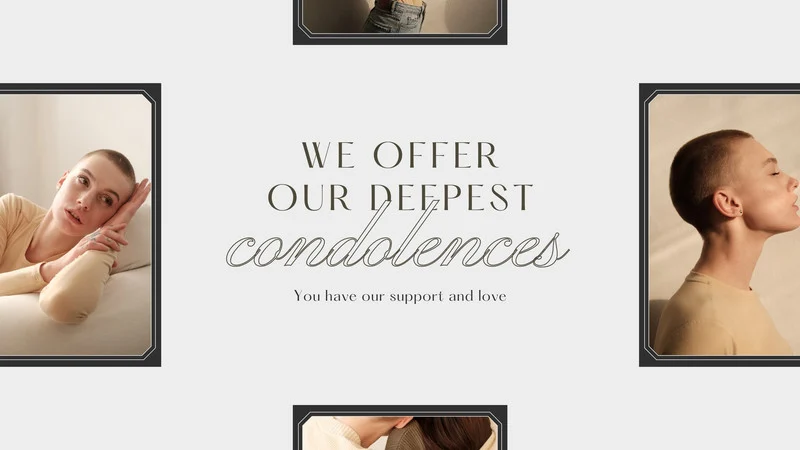 WE OFFER
OUR DEEPEST
condolences
You have our support and love